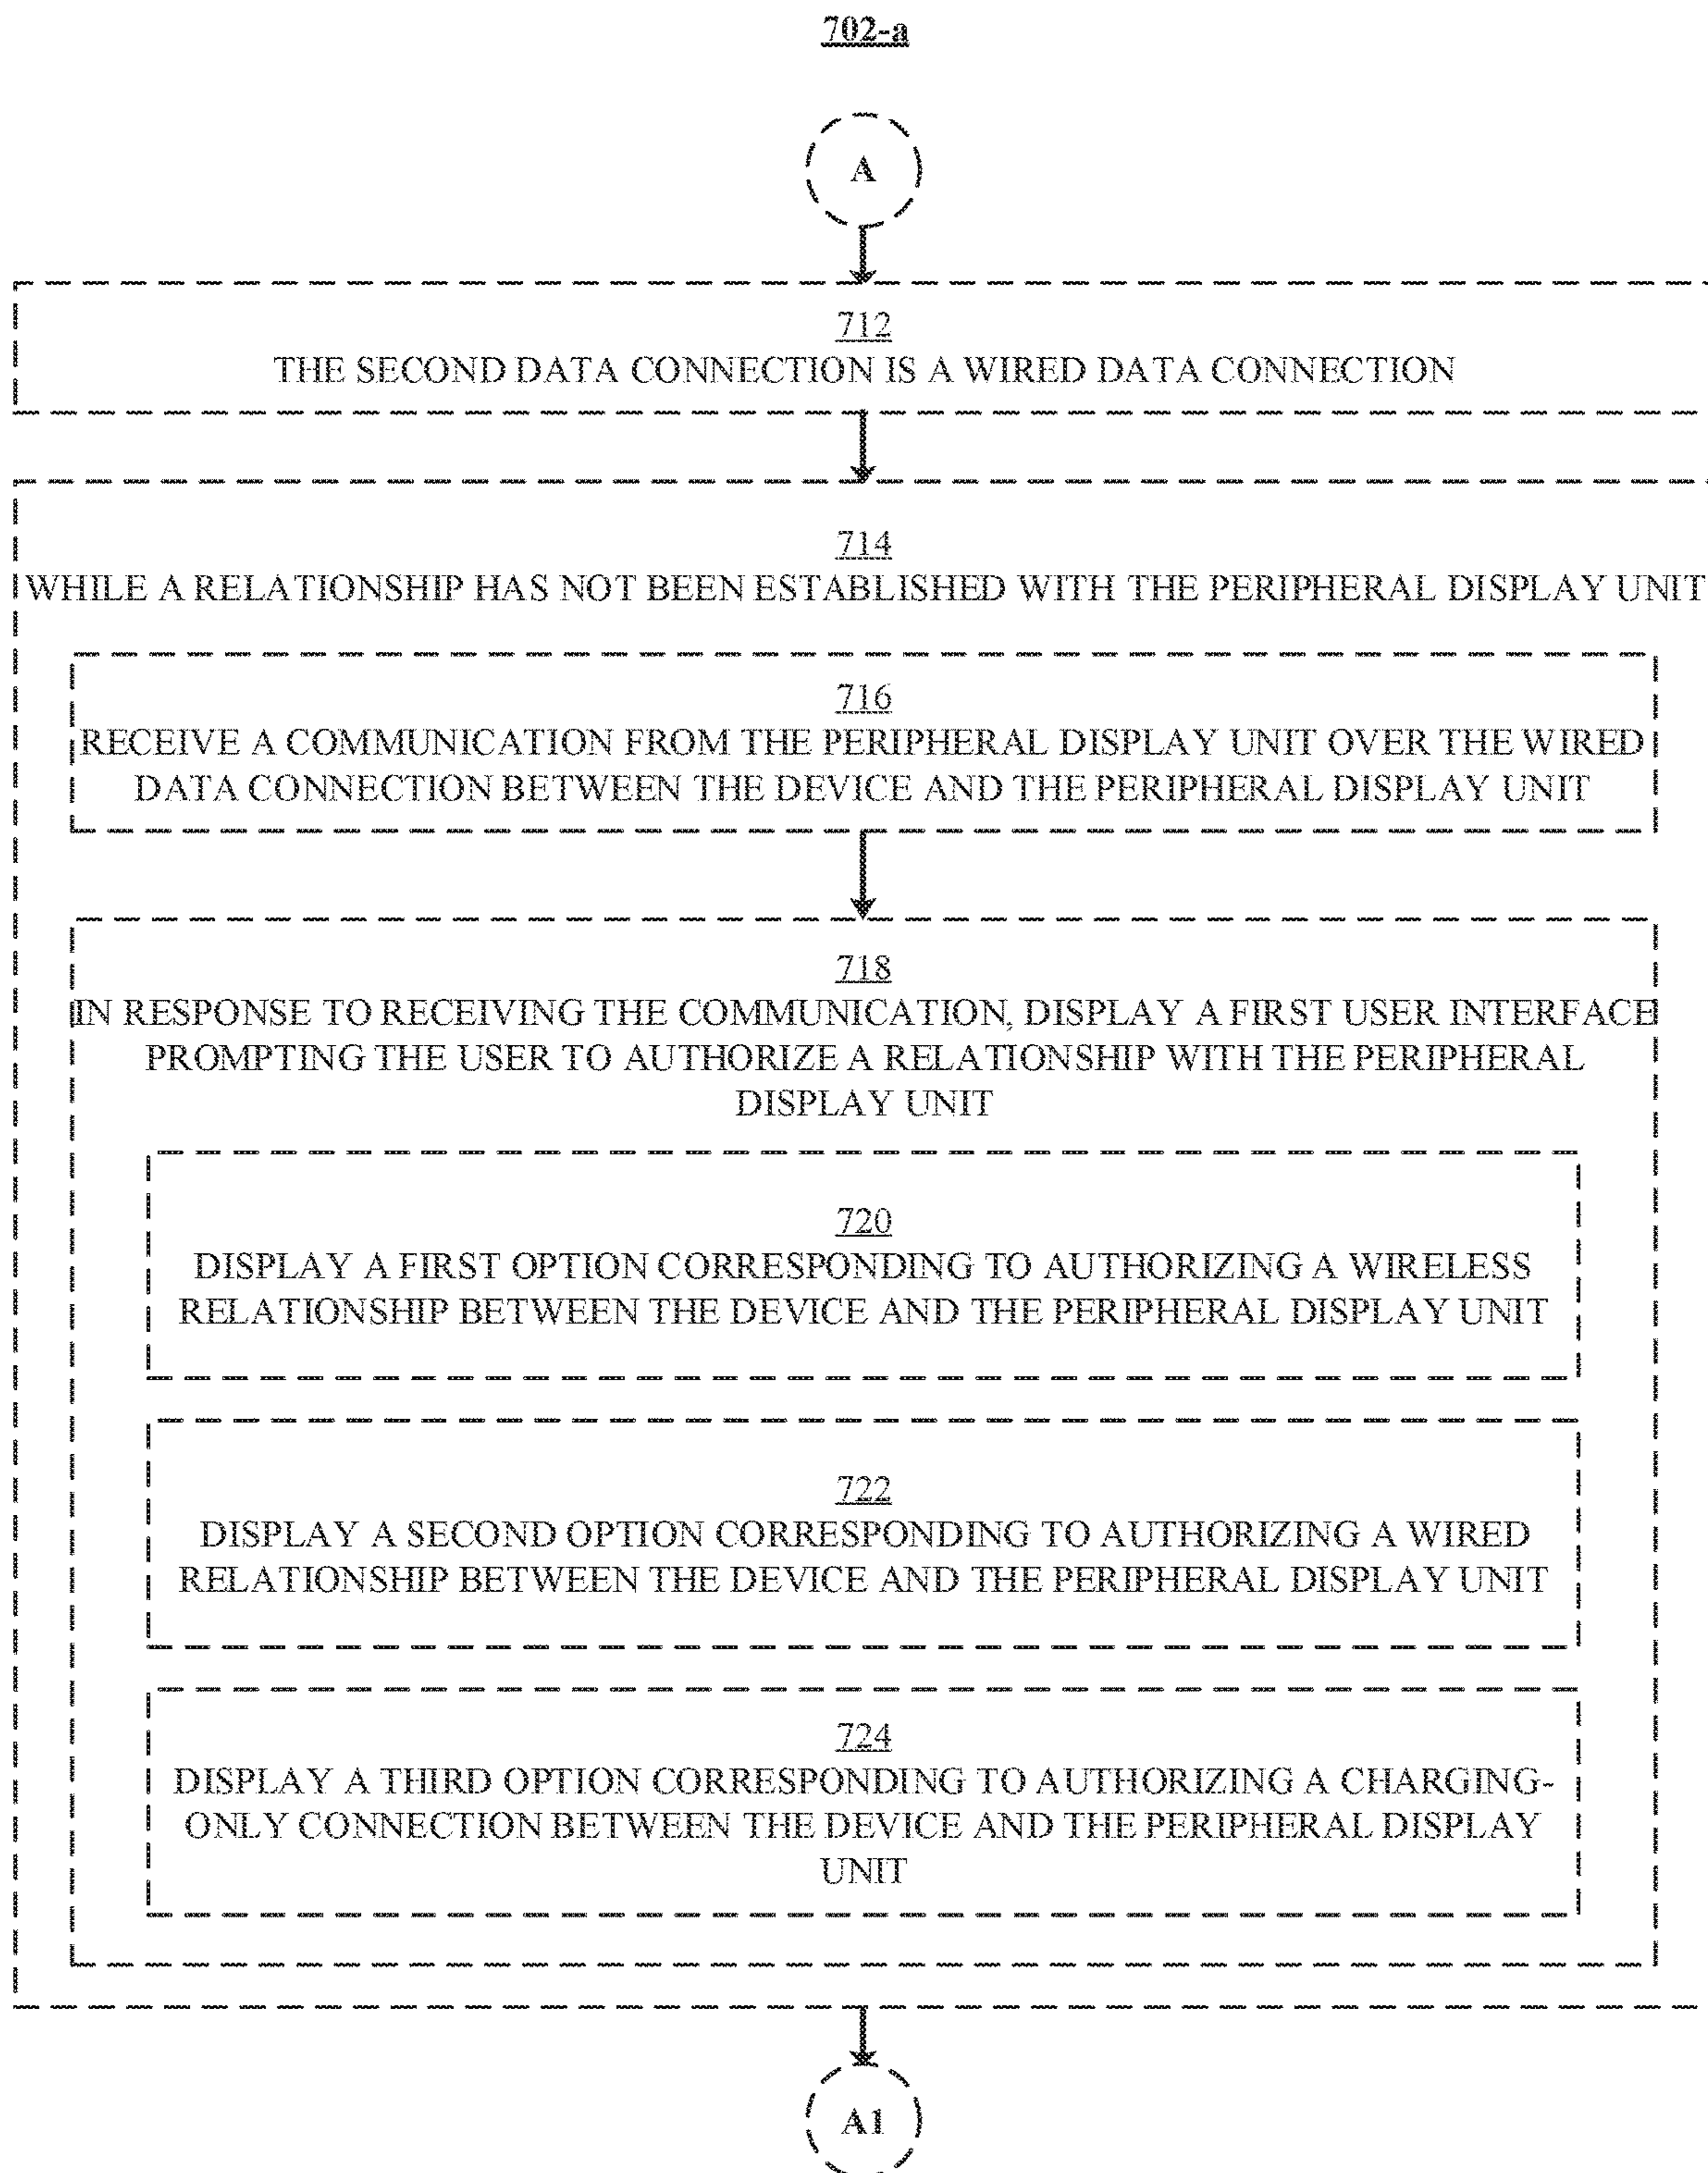 702-a
A
712
THE SECOND DATA CONNECTION IS A WIRED DATA CONNECTION
714
WHILE A RELATIONSHIP HAS NOT BEEN ESTABLISHED WITH THE PERIPHERAL DISPLAY UNIT
716
RECEIVE A COMMUNICATION FROM THE PERIPHERAL DISPLAY UNIT OVER THE WIRED
DATA CONNECTION BETWEEN THE DEVICE AND THE PERIPHERAL DISPLAY UNIT
718
IN RESPONSE TO RECEIVING THE COMMUNICATION, DISPLAY A FIRST USER INTERFACE
PROMPTING THE USER TO AUTHORIZE A RELATIONSHIP WITH THE PERIPHERAL
DISPLAY UNIT
720
DISPLAY A FIRST OPTION CORRESPONDING TO AUTHORIZING A WIRELESS
RELATIONSHIP BETWEEN THE DEVICE AND THE PERIPHERAL DISPLAY UNIT
722
DISPLAY A SECOND OPTION CORRESPONDING TO AUTHORIZING A WIRED
RELATIONSHIP BETWEEN THE DEVICE AND THE PERIPHERAL DISPLAY UNIT
724
DISPLAY A THIRD OPTION CORRESPONDING TO AUTHORIZING A CHARGING-
ONLY CONNECTION BETWEEN THE DEVICE AND THE PERIPHERAL DISPLAY
UNIT
A1